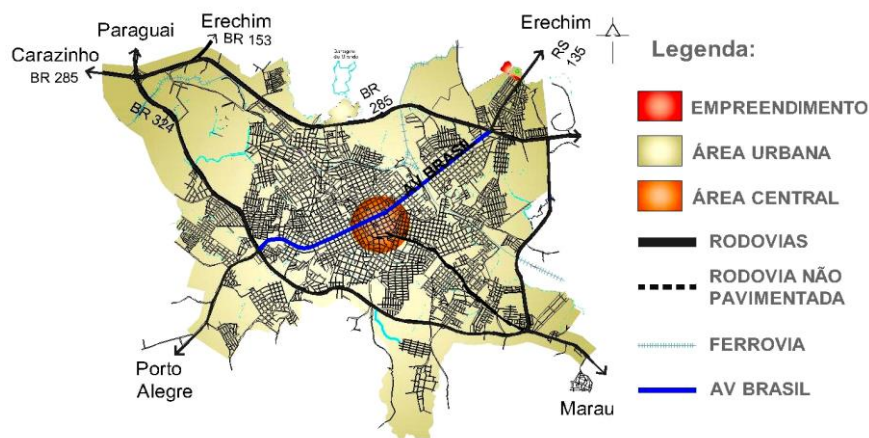 Erechim
BR 153
Paraguai
Carazinho
BR 285
BR 324
BR
285
Erechim
RS
135
AV BRASIL
Porto
Alegre
Marau
Legenda:
EMPREENDIMENTO
ÁREA URBANA
ÁREA CENTRAL
RODOVIAS
RODOVIA NÃO
PAVIMENTADA
FERROVIA
AV BRASIL